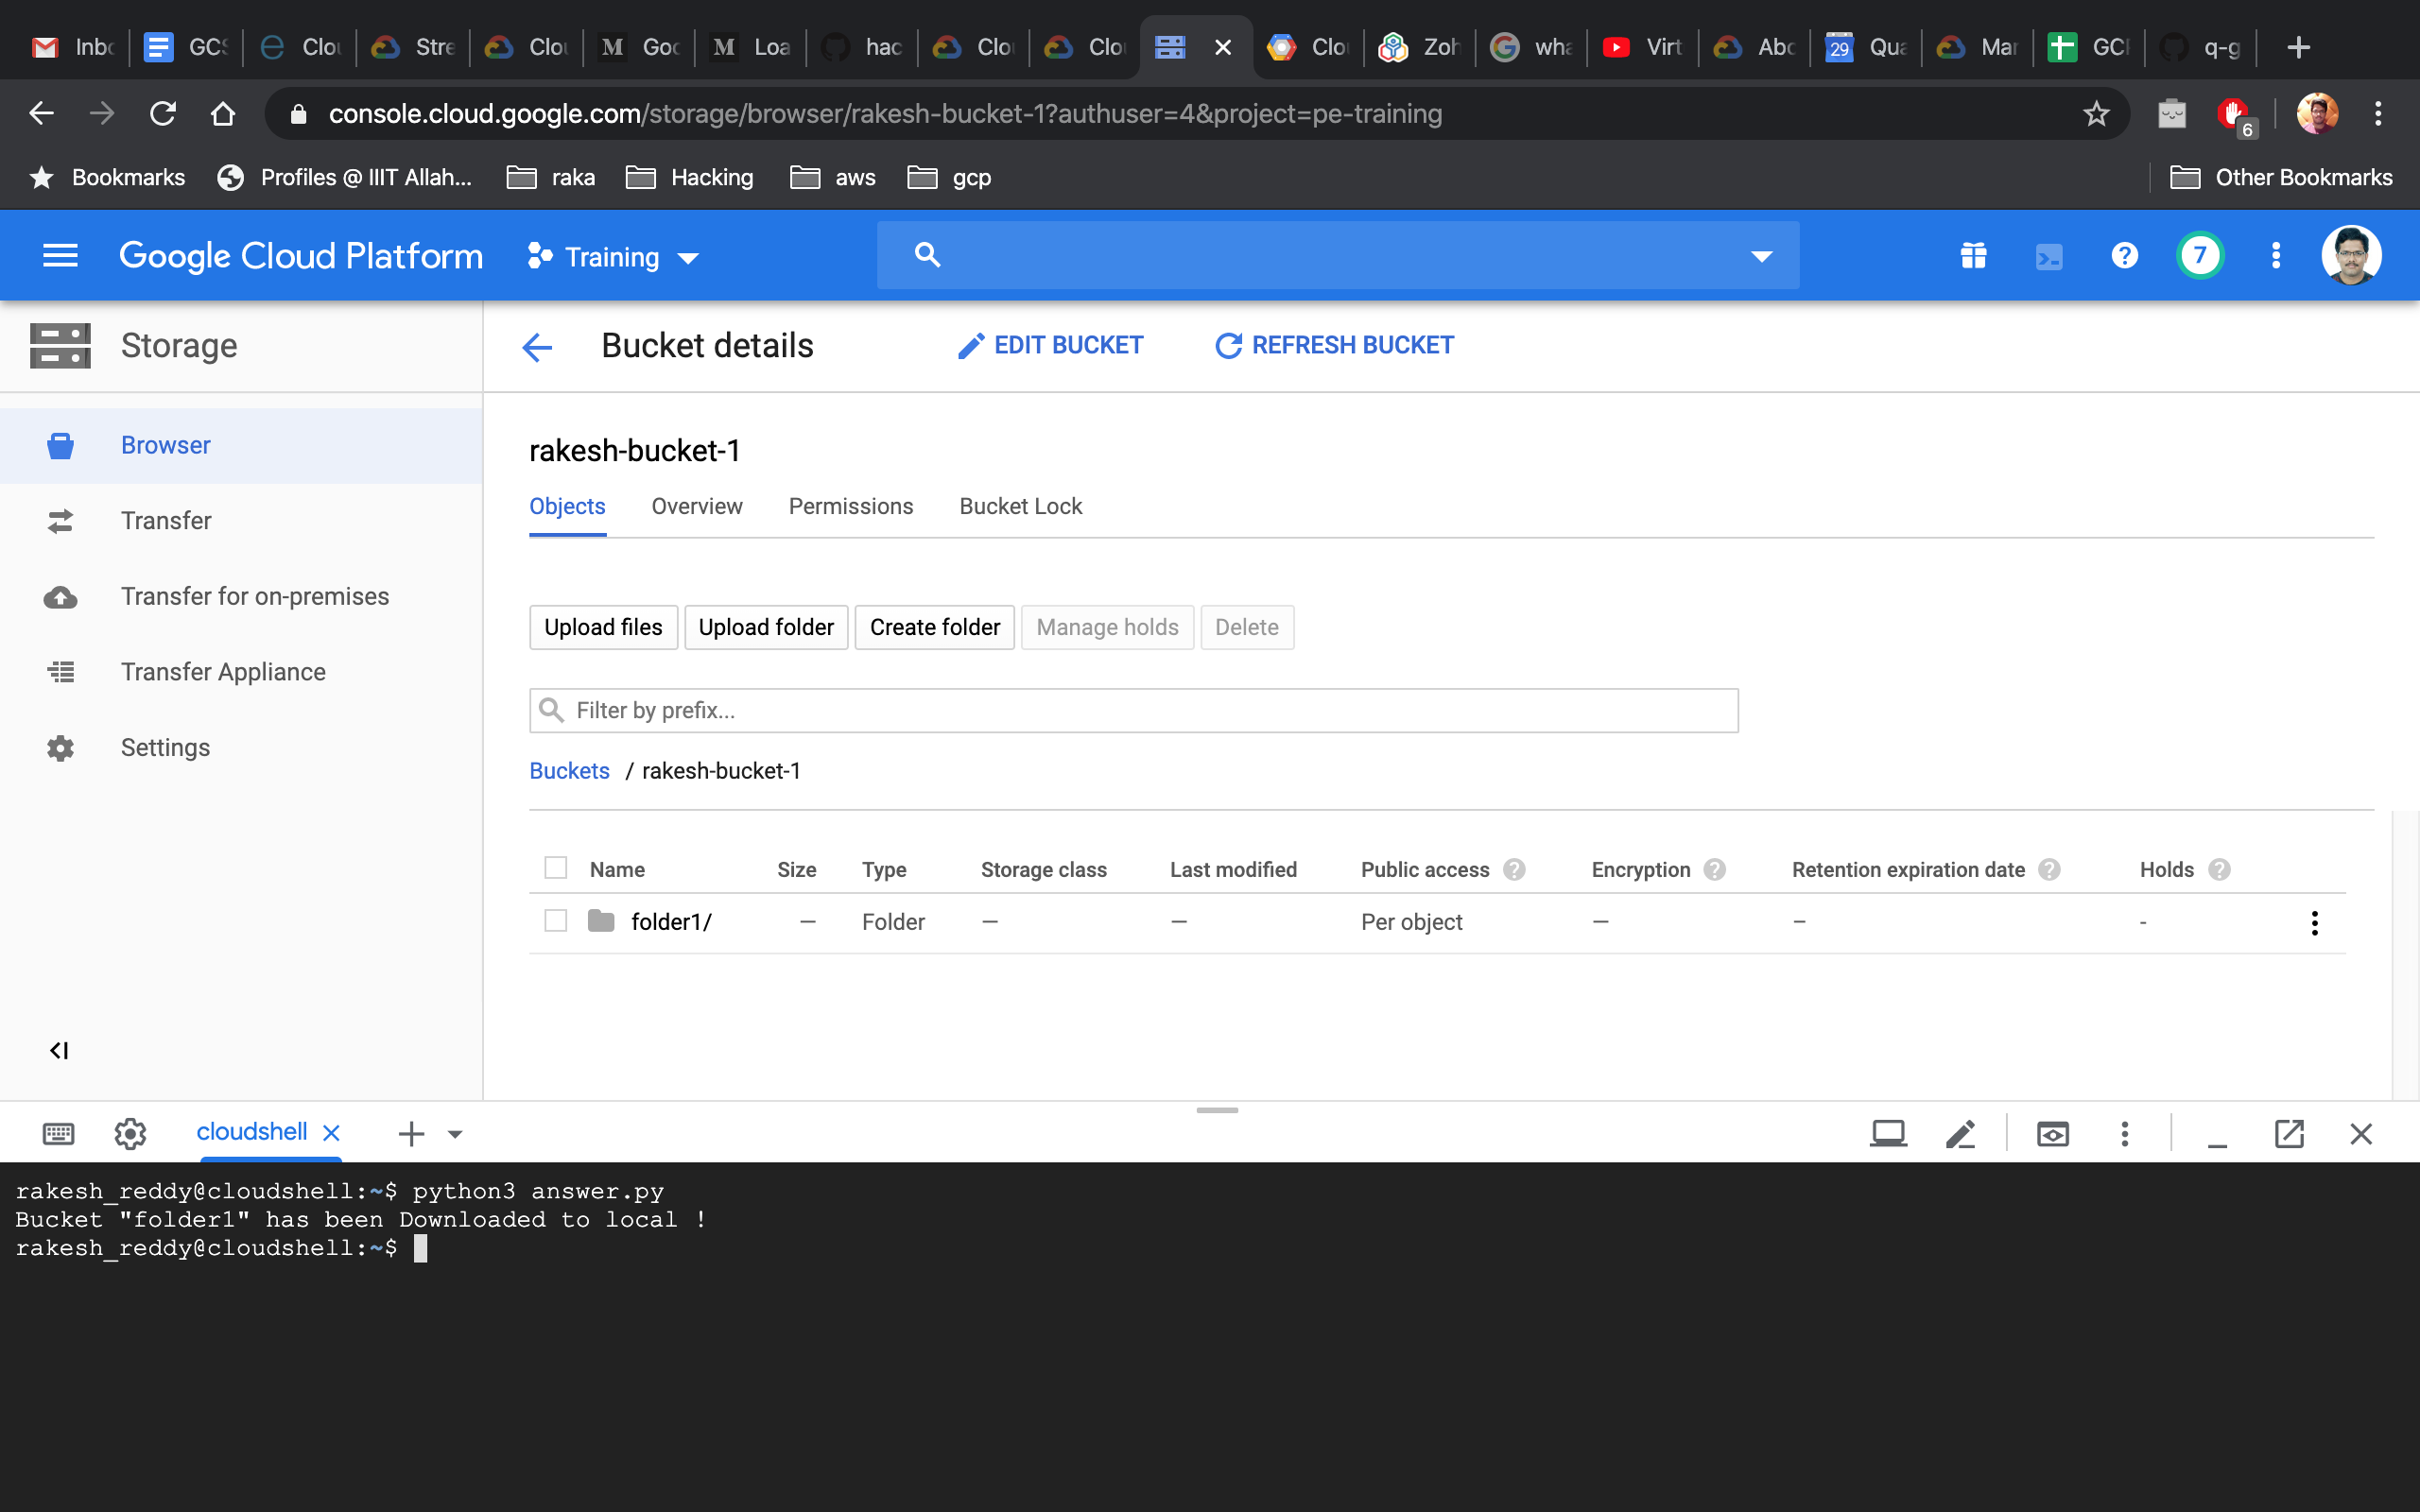 Inbc GCS Clou Stre Clou Goo Loa hac Clou Clou Clou Zoh wha Virt Abo 29 Qua Mar GCP q-g
console.cloud.google.com/storage/browser/rakesh-bucket-1?authuser=4&project=pe-training 6
Bookmarks Profiles @ IIIT Allah... raka Hacking aws gcp Other Bookmarks
Google Cloud Platform Training 7
Storage Bucket details EDIT BUCKET REFRESH BUCKET
Browser
Transfer
Transfer for on-premises
Transfer Appliance
Settings
rakesh-bucket-1
Objects Overview Permissions Bucket Lock
Upload files Upload folder Create folder Manage holds Delete
Filter by prefix...
Buckets / rakesh-bucket-1
Name Size Type Storage class Last modified Public access Encryption Retention expiration date Holds
folder1/ — Folder — — Per object — – -
cloudshell
rakesh_reddy@cloudshell:~$ python3 answer.py
Bucket "folder1" has been Downloaded to local !
rakesh_reddy@cloudshell:~$